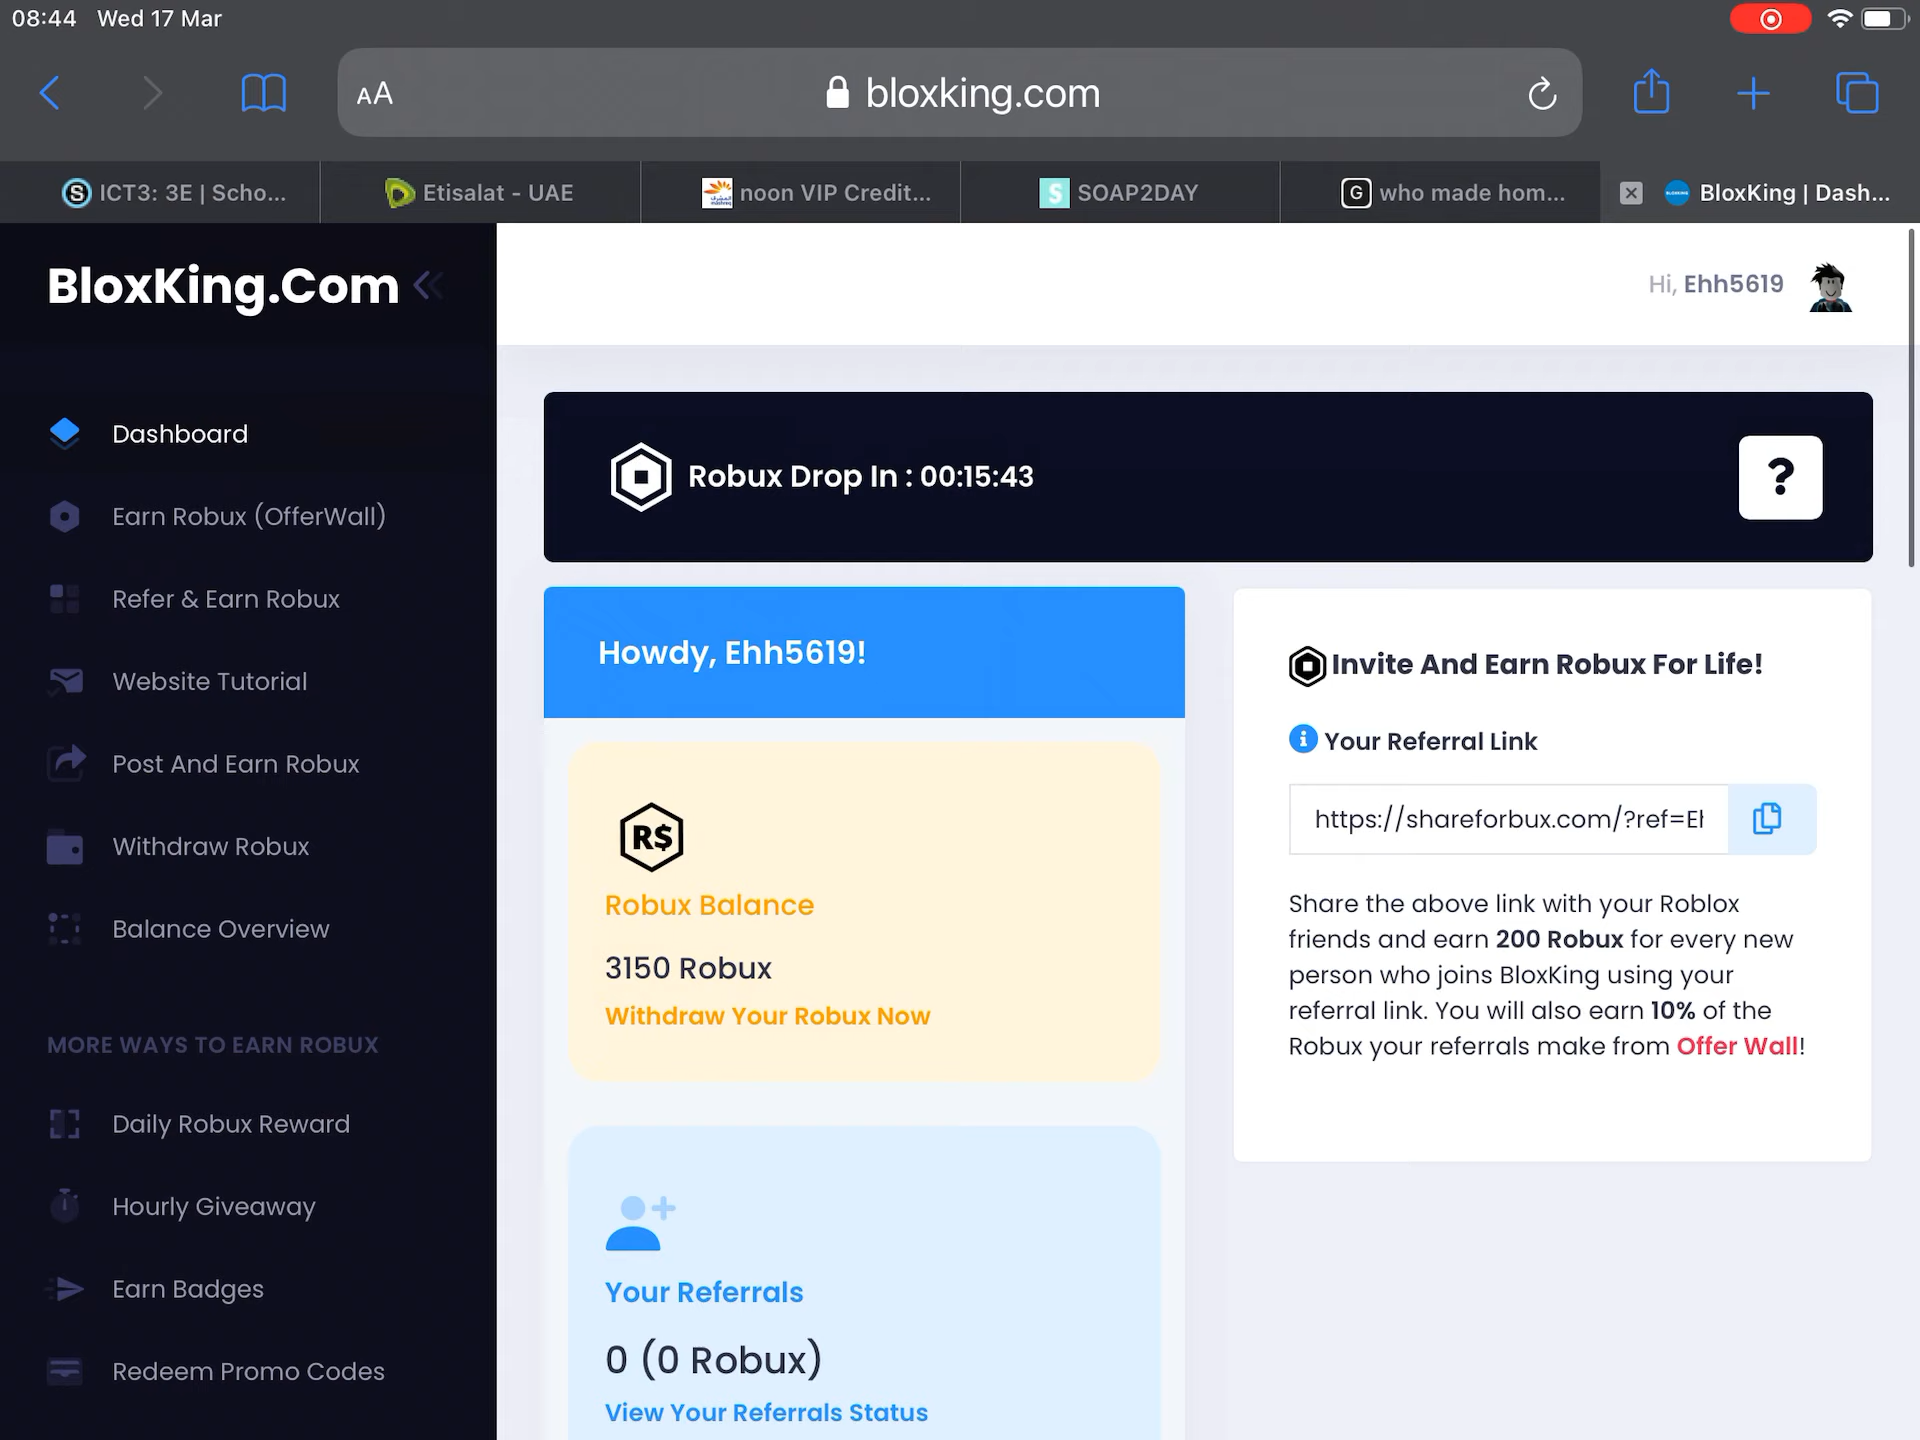 08:44 Wed 17 Mar
AA bloxking.com
ICT3: 3E | Scho... Etisalat - UAE noon VIP Credit... SOAP2DAY who made hom... BloxKing | Dash...
BloxKing.Com
Hi, Ehh5619
Dashboard
Earn Robux (OfferWall)
Refer & Earn Robux
Website Tutorial
Post And Earn Robux
Withdraw Robux
Balance Overview
MORE WAYS TO EARN ROBUX
Daily Robux Reward
Hourly Giveaway
Earn Badges
Redeem Promo Codes
Robux Drop In : 00:15:43
?
Howdy, Ehh5619!
R$
Robux Balance
3150 Robux
Withdraw Your Robux Now
Your Referrals
0 (0 Robux)
View Your Referrals Status
Invite And Earn Robux For Life!
Your Referral Link
https://shareforbux.com/?ref=Eh
Share the above link with your Roblox
friends and earn 200 Robux for every new
person who joins BloxKing using your
referral link. You will also earn 10% of the
Robux your referrals make from Offer Wall!